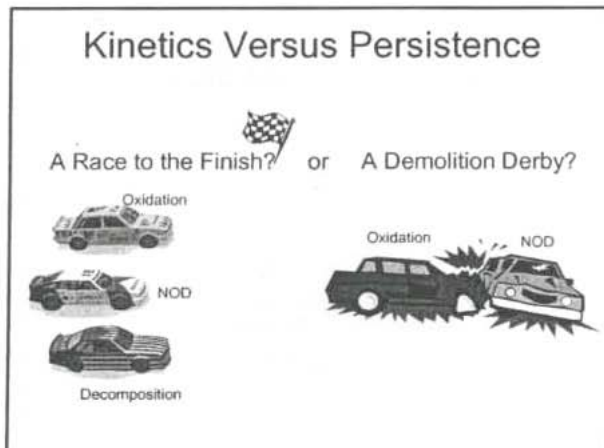 Kinetics Versus Persistence
A Race to the Finish? or A Demolition Derby?
Oxidation
NOD
Decomposition
Oxidation NOD